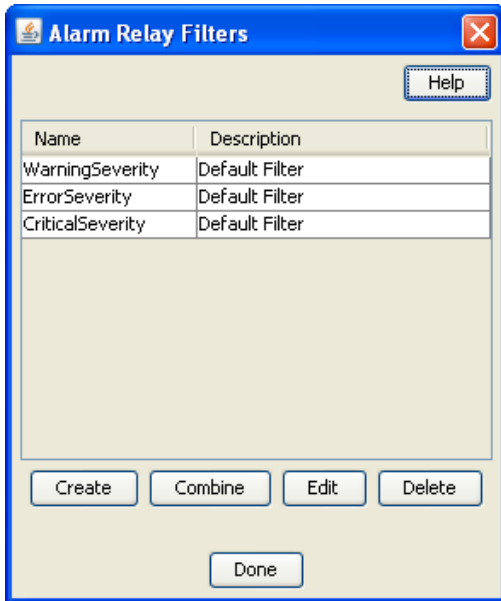 Alarm Relay Filters
Help
Name Description
WarningSeverity Default Filter
ErrorSeverity Default Filter
CriticalSeverity Default Filter
Create Combine Edit Delete
Done